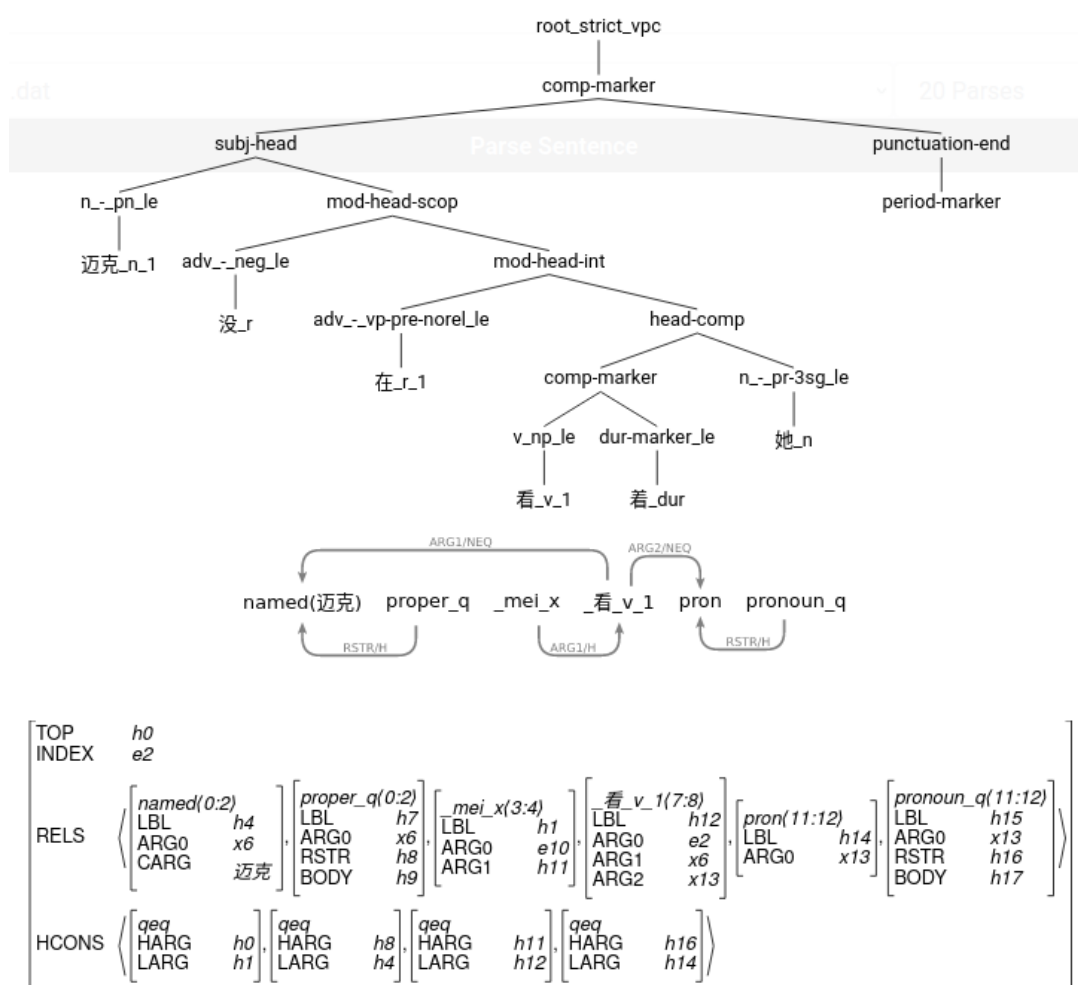 root_strict_vpc
comp-marker
.dat
20 Parses
subj-head
Parse Sentence
punctuation-end
n_-_pn_le
mod-head-scop
period-marker
迈克_n_1
adv_-_neg_le
mod-head-int
没_r
adv_-_vp-pre-norel_le
head-comp
在_r_1
comp-marker
n_-_pr-3sg_le
v_np_le
dur-marker_le
她_n
看_v_1
着_dur
ARG1/NEQ
ARG2/NEQ
named(迈克) proper_q _mei_x _看_v_1 pron pronoun_q
RSTR/H
ARG1/H
RSTR/H
TOP h0
INDEX e2
RELS
named(0:2)
LBL h4
ARG0 x6
CARG 迈克
proper_q(0:2)
LBL h7
ARG0 x6
RSTR h8
BODY h9
_mei_x(3:4)
LBL h1
ARG0 e10
ARG1 h11
_看_v_1(7:8)
LBL h12
ARG0 e2
ARG1 x6
ARG2 x13
pron(11:12)
LBL h14
ARG0 x13
pronoun_q(11:12)
LBL h15
ARG0 x13
RSTR h16
BODY h17
HCONS
qeq
HARG h0
LARG h1
qeq
HARG h8
LARG h4
qeq
HARG h11
LARG h12
qeq
HARG h16
LARG h14